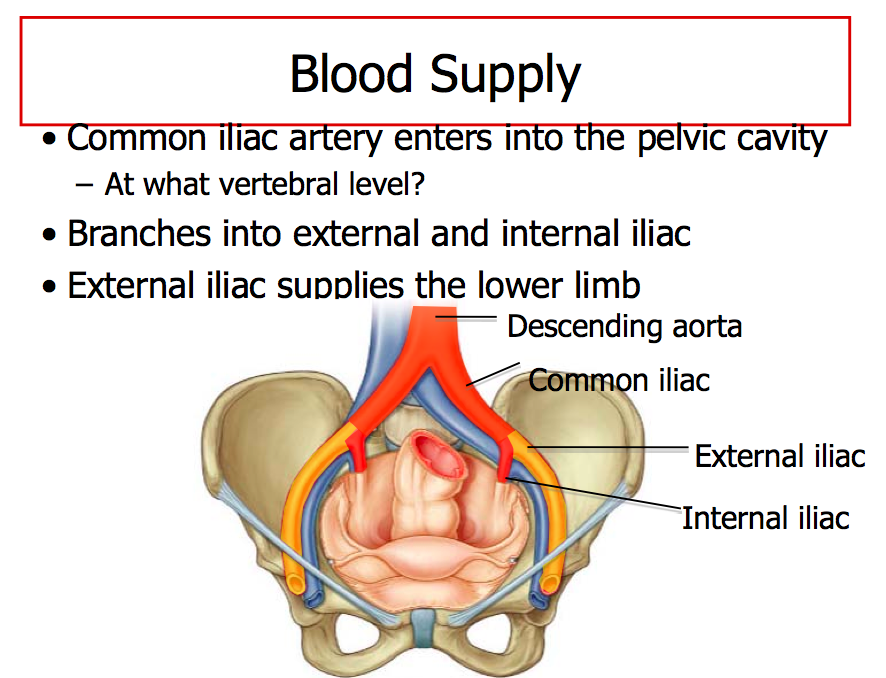 Blood Supply
• Common iliac artery enters into the pelvic cavity
– At what vertebral level?
• Branches into external and internal iliac
• External iliac supplies the lower limb
Descending aorta
Common iliac
External iliac
Internal iliac